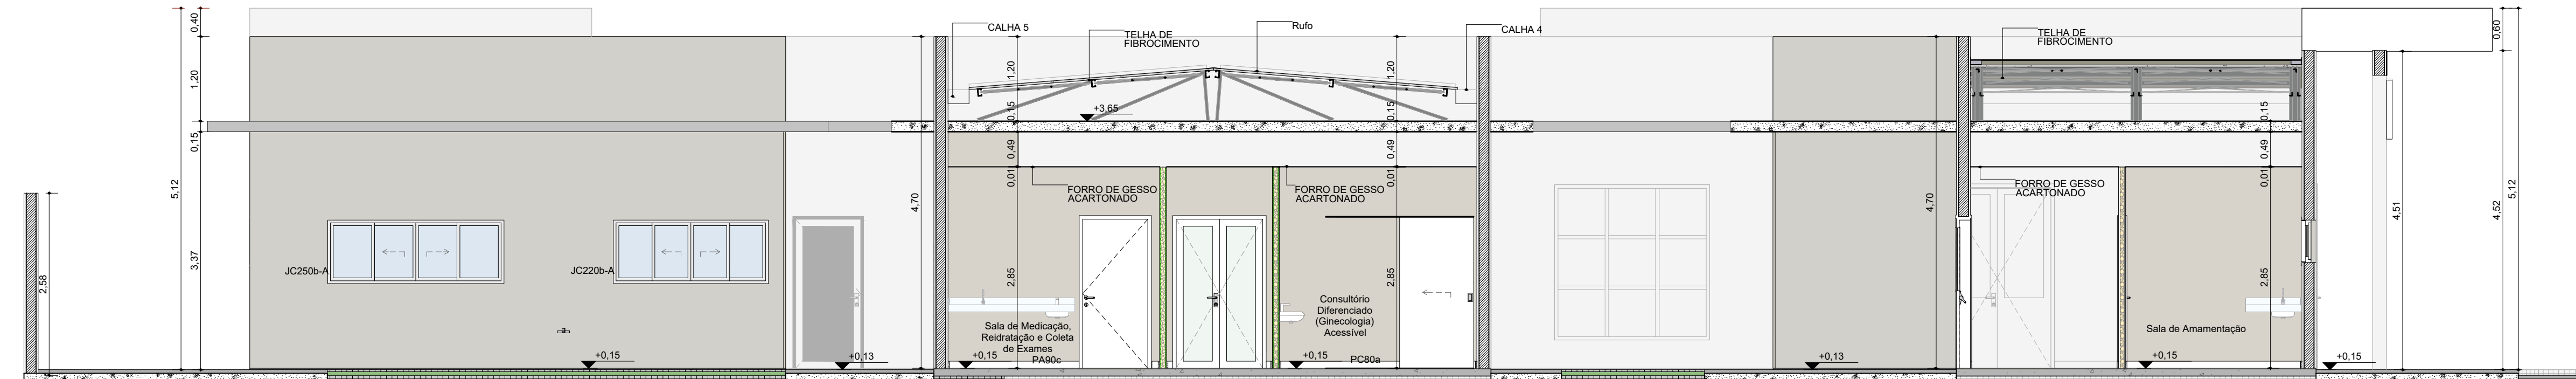 0,40
1,20
0,15
5,12
3,37
2,58
JC250b-A
JC220b-A
+0,15
+0,13
4,70
CALHA 5
TELHA DE
FIBROCIMENTO
Rufo
CALHA 4
1,20
0,15
+3,65
1,20
0,15
0,49
0,01
2,85
FORRO DE GESSO
ACARTONADO
FORRO DE GESSO
ACARTONADO
0,49
0,01
2,85
Sala de Medicação,
Reidratação e Coleta
de Exames
+0,15
PA90c
Consultório
Diferenciado
(Ginecologia)
Acessível
+0,15
PC80a
+0,13
4,70
TELHA DE
FIBROCIMENTO
0,15
0,49
0,01
2,85
FORRO DE GESSO
ACARTONADO
Sala de Amamentação
+0,15
+0,15
4,51
0,60
4,52
5,12